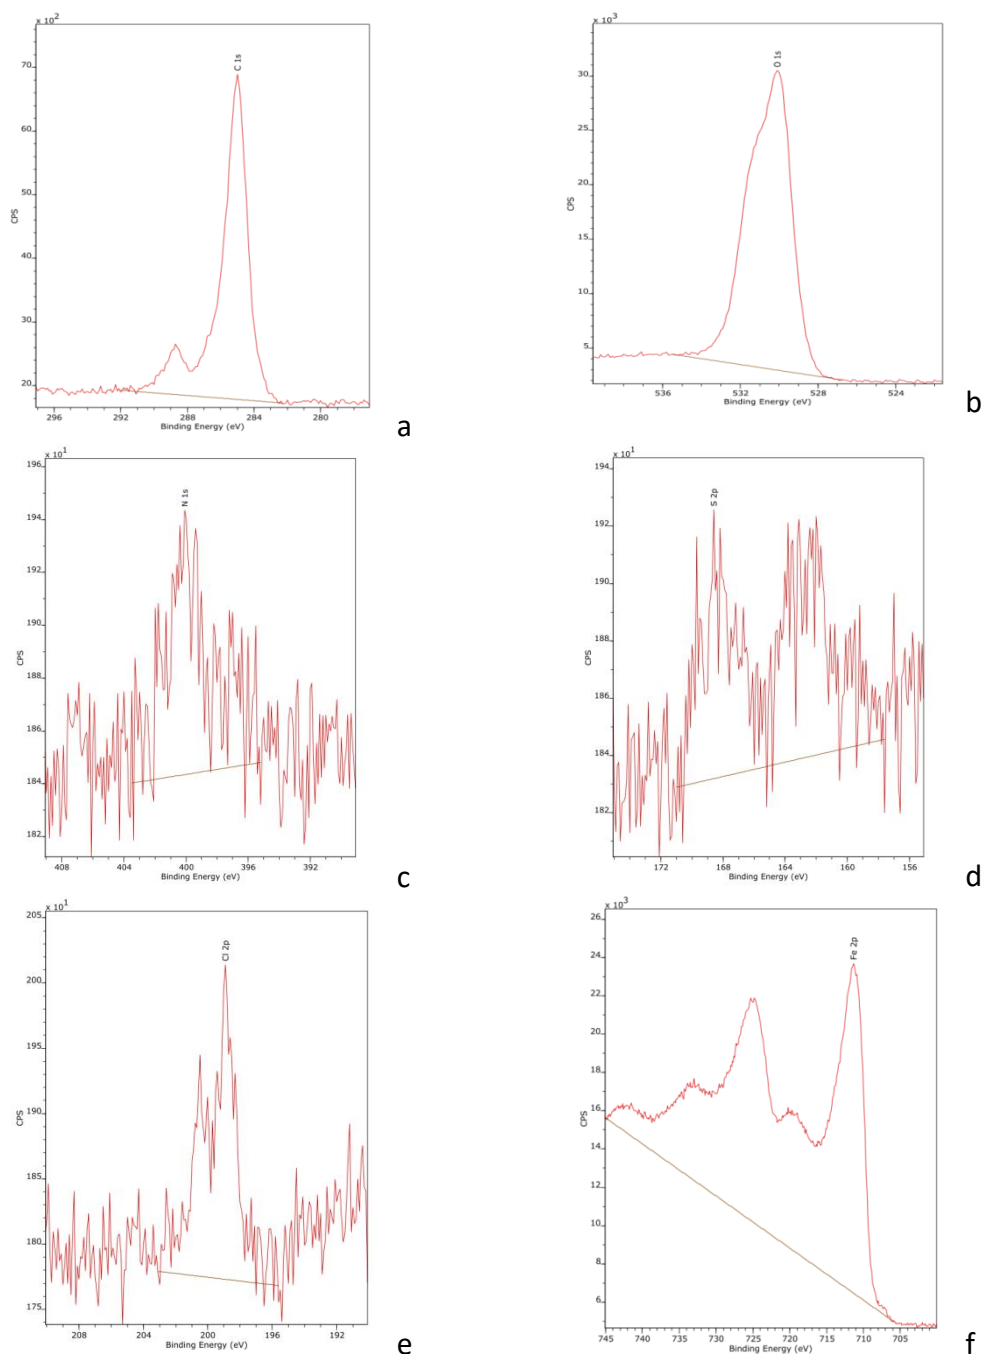 x 10²
C 1s
CPS
70
60
50
40
30
20
296 292 288 284 280
Binding Energy (eV)
a
x 10³
O 1s
CPS
30
25
20
15
10
5
536 532 528 524
Binding Energy (eV)
b
x 10¹
N 1s
CPS
196
194
192
190
188
186
184
182
408 404 400 396 392
Binding Energy (eV)
c
x 10¹
S 2p
CPS
194
192
190
188
186
184
182
172 168 164 160 156
Binding Energy (eV)
d
x 10¹
Cl 2p
CPS
205
200
195
190
185
180
175
208 204 200 196 192
Binding Energy (eV)
e
x 10³
Fe 2p
CPS
26
24
22
20
18
16
14
12
10
8
6
745 740 735 730 725 720 715 710 705
Binding Energy (eV)
f